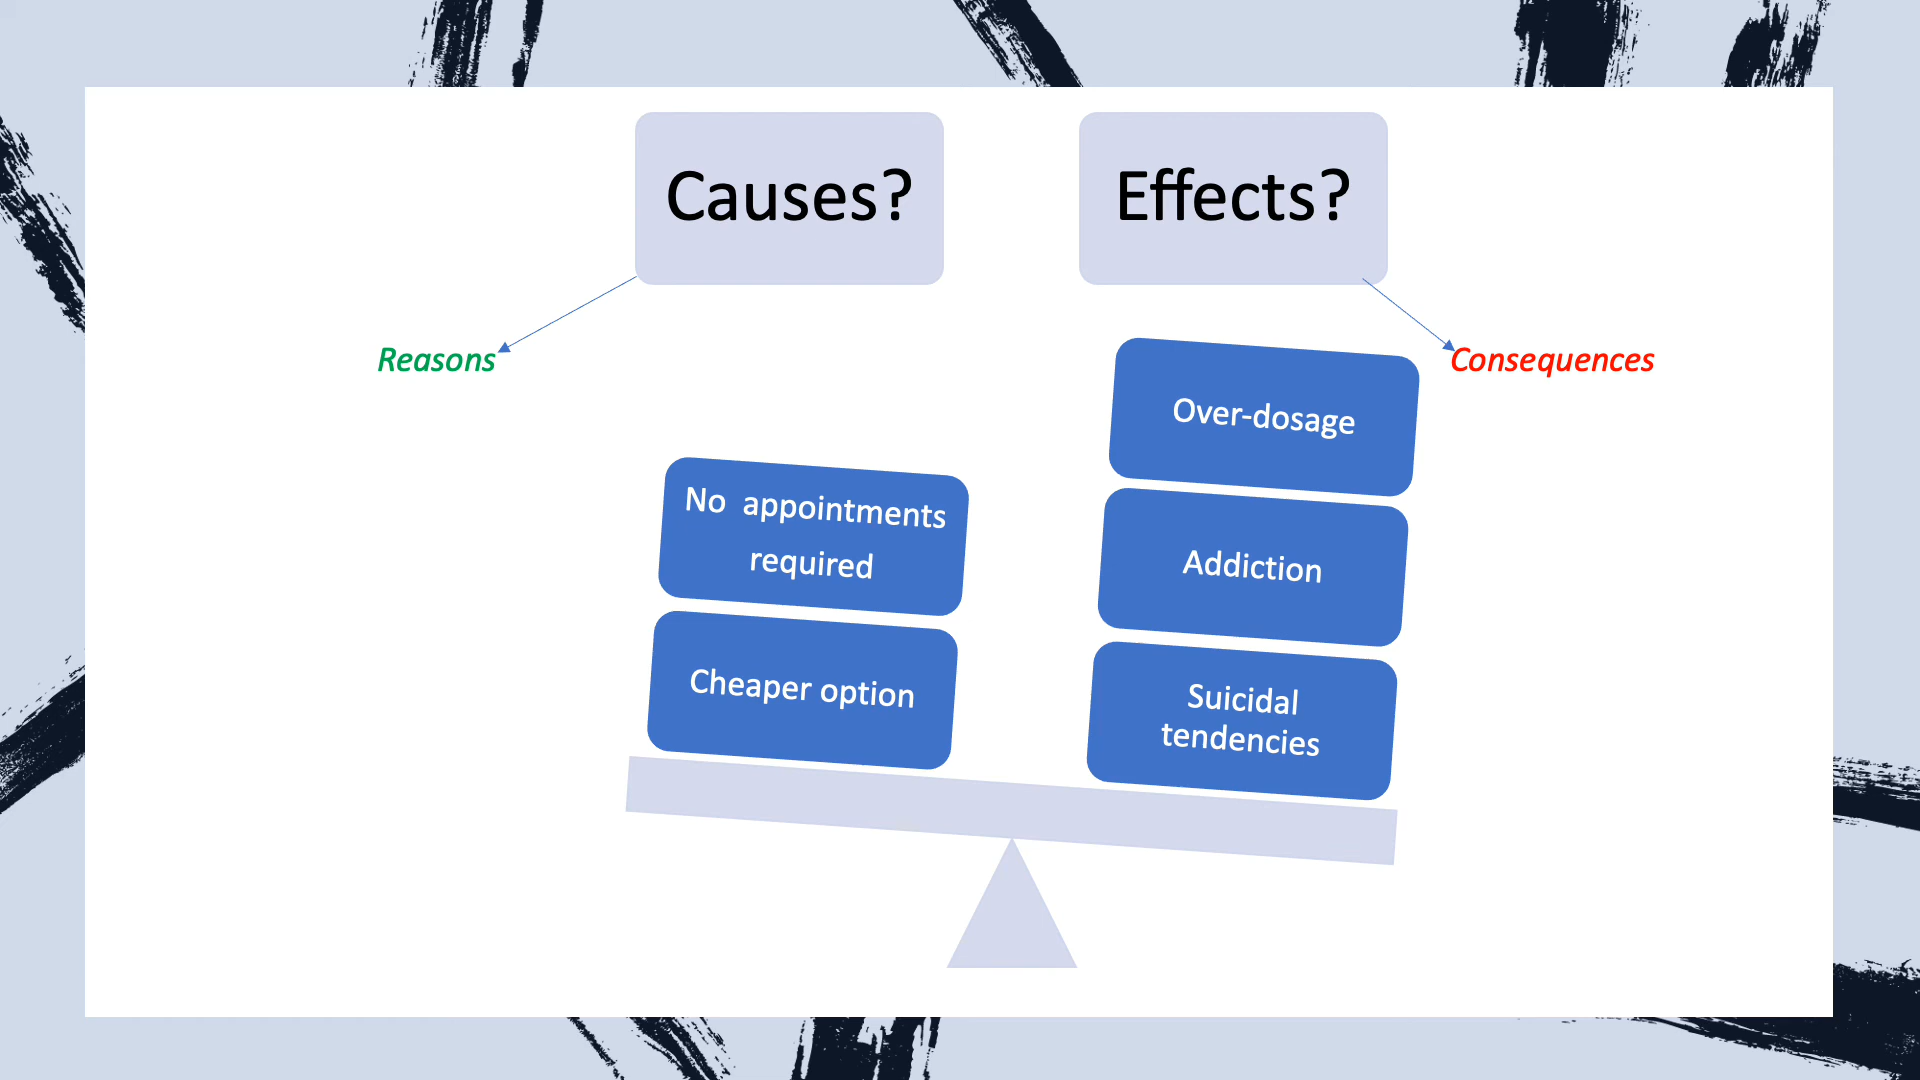 Causes?
Effects?
Reasons
Consequences
No  appointments
required
Cheaper option
Over-dosage
Addiction
Suicidal
tendencies